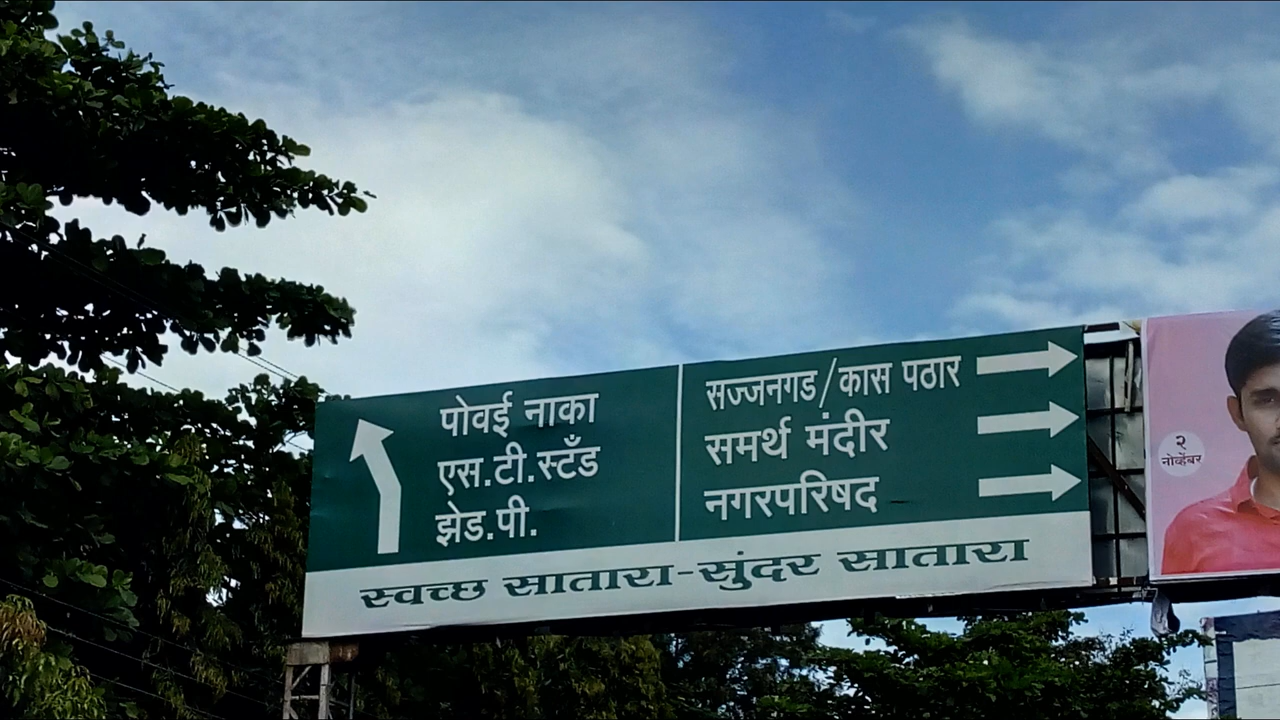 पोवई नाका
एस.टी.स्टँड
झेड.पी.
सज्जनगड/कास पठार
समर्थ मंदीर
नगरपरिषद
स्वच्छ सातारा-सुंदर सातारा
२
नोव्हेंबर